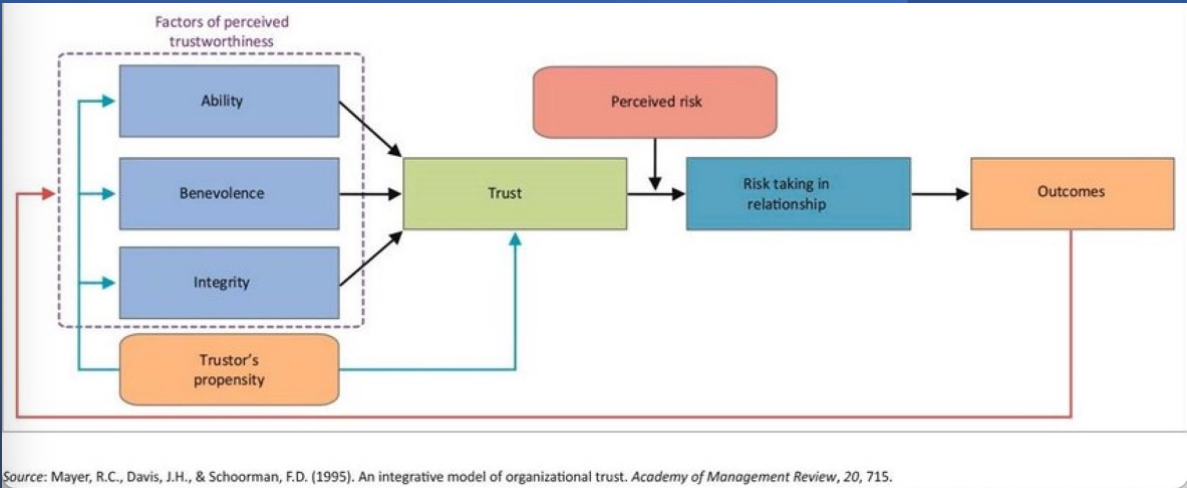 Factors of perceived
trustworthiness
Ability
Perceived risk
Benevolence
Trust
Risk taking in
relationship
Outcomes
Integrity
Trustor's
propensity
Source: Mayer, R.C., Davis, J.H., & Schoorman, F.D. (1995). An integrative model of organizational trust. Academy of Management Review, 20, 715.